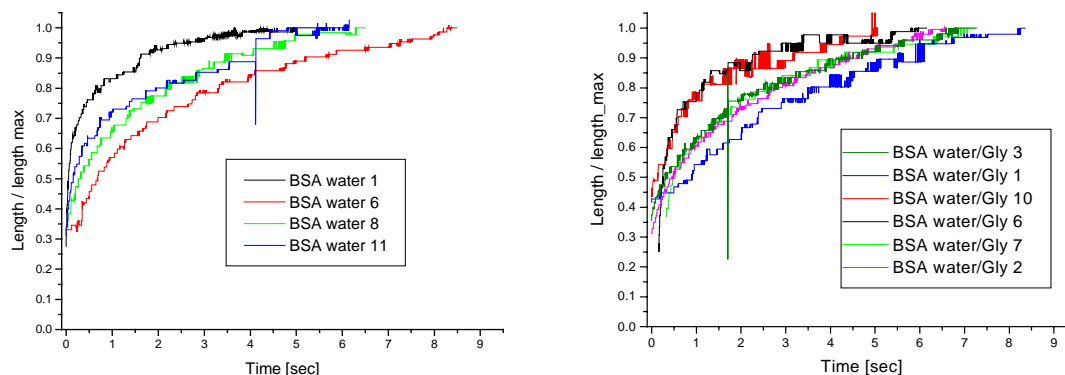 1.0
0.9
0.8
0.7
0.6
0.5
0.4
0.3
0.2
0.1
0.0
Length / length max
0 1 2 3 4 5 6 7 8 9
Time [sec]
BSA water 1
BSA water 6
BSA water 8
BSA water 11
1.0
0.9
0.8
0.7
0.6
0.5
0.4
0.3
0.2
0.1
0.0
Length / length_max
0 1 2 3 4 5 6 7 8 9
Time [sec]
BSA water/Gly 3
BSA water/Gly 1
BSA water/Gly 10
BSA water/Gly 6
BSA water/Gly 7
BSA water/Gly 2